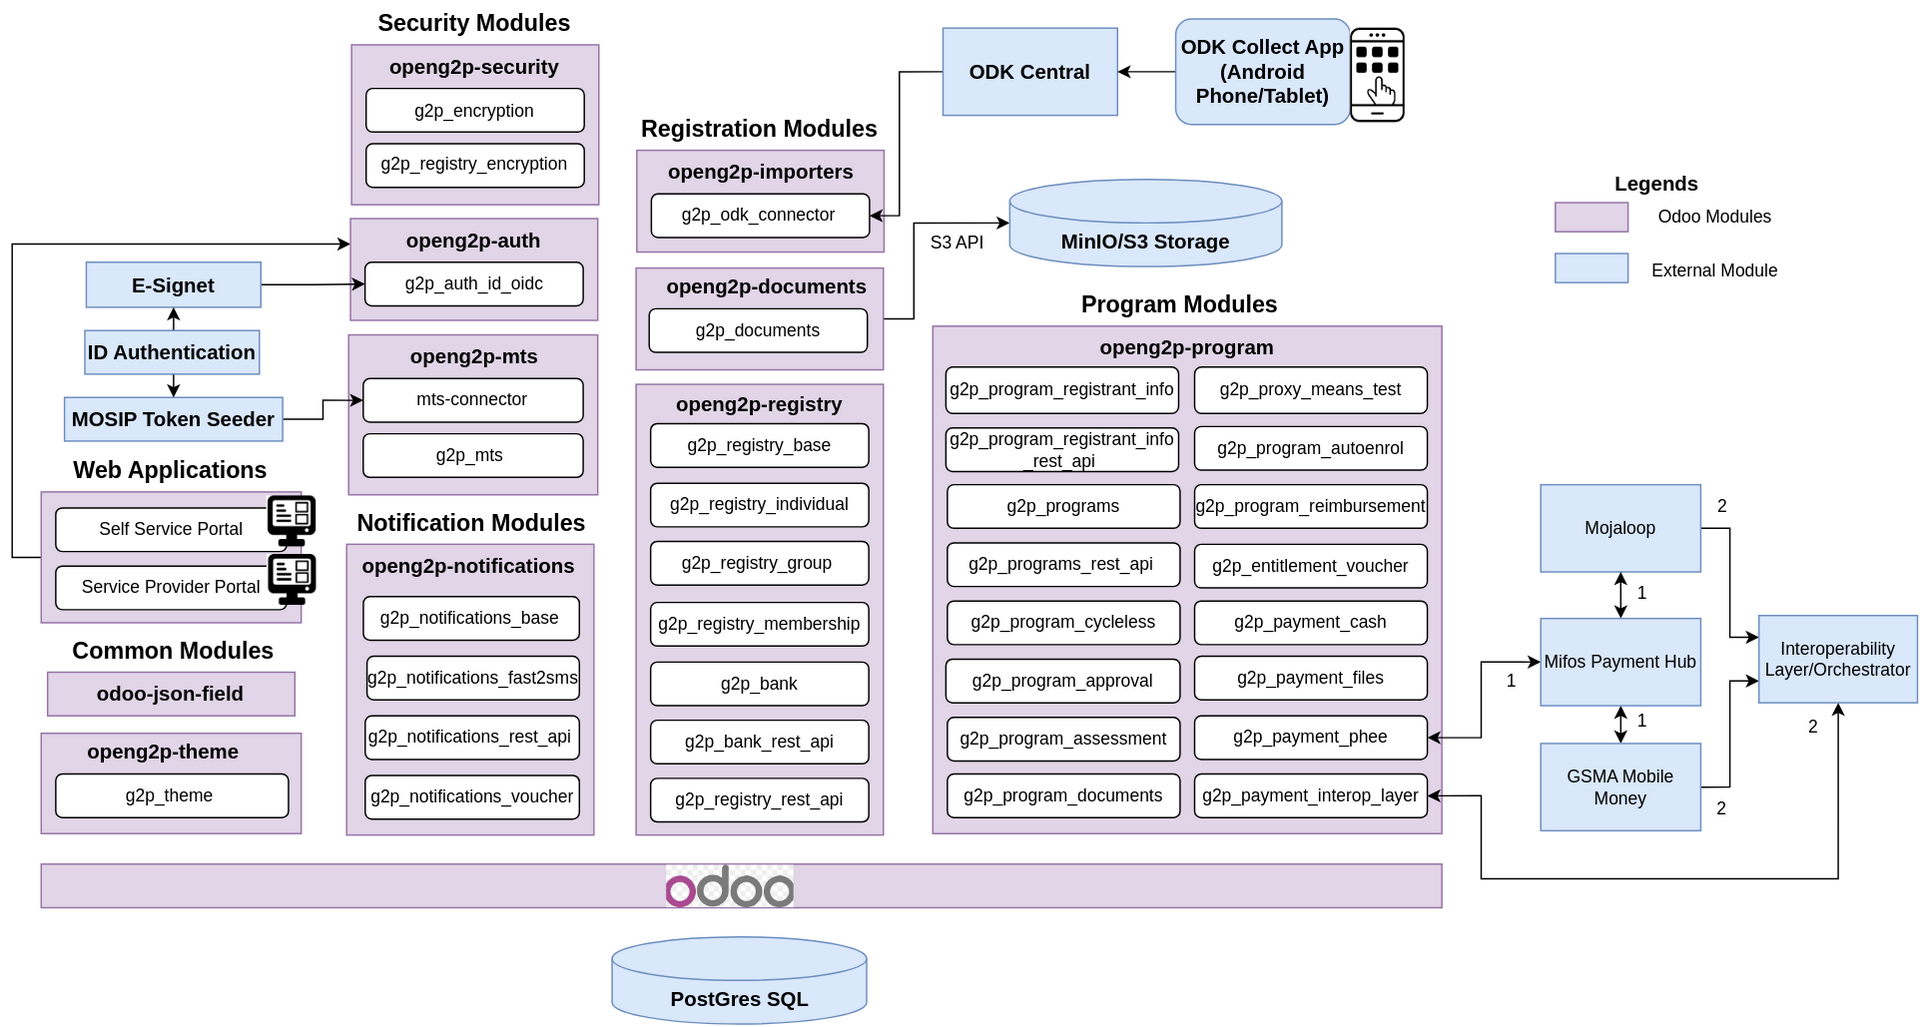 Security Modules
openg2p-security
g2p_encryption
g2p_registry_encryption
openg2p-auth
g2p_auth_id_oidc
E-Signet
ID Authentication
MOSIP Token Seeder
openg2p-mts
mts-connector
g2p_mts
Web Applications
Self Service Portal
Service Provider Portal
Common Modules
odoo-json-field
openg2p-theme
g2p_theme
Notification Modules
openg2p-notifications
g2p_notifications_base
g2p_notifications_fast2sms
g2p_notifications_rest_api
g2p_notifications_voucher
Registration Modules
openg2p-importers
g2p_odk_connector
openg2p-documents
g2p_documents
openg2p-registry
g2p_registry_base
g2p_registry_individual
g2p_registry_group
g2p_registry_membership
g2p_bank
g2p_bank_rest_api
g2p_registry_rest_api
ODK Central
ODK Collect App
(Android
Phone/Tablet)
S3 API
MinIO/S3 Storage
Program Modules
openg2p-program
g2p_program_registrant_info
g2p_program_registrant_info
_rest_api
g2p_programs
g2p_programs_rest_api
g2p_program_cycleless
g2p_program_approval
g2p_program_assessment
g2p_program_documents
g2p_proxy_means_test
g2p_program_autoenrol
g2p_program_reimbursement
g2p_entitlement_voucher
g2p_payment_cash
g2p_payment_files
g2p_payment_phee
g2p_payment_interop_layer
Legends
Odoo Modules
External Module
Mojaloop
2
1
Mifos Payment Hub
1
1
GSMA Mobile
Money
2
Interoperability
Layer/Orchestrator
2
odoo
PostGres SQL